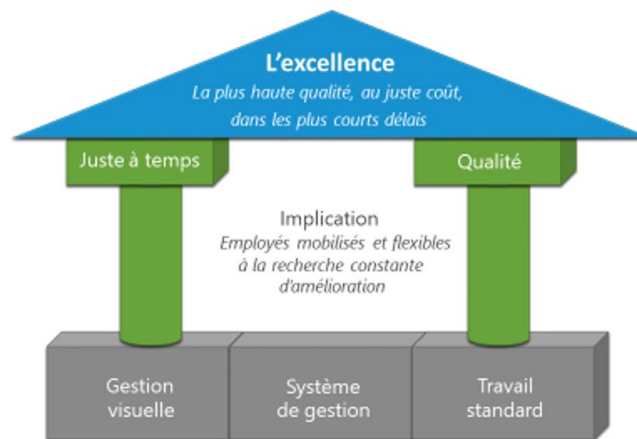 L'excellence
La plus haute qualité, au juste coût,
dans les plus courts délais
Juste à temps
Qualité
Implication
Employés mobilisés et flexibles
à la recherche constante
d'amélioration
Gestion
visuelle
Système
de gestion
Travail
standard